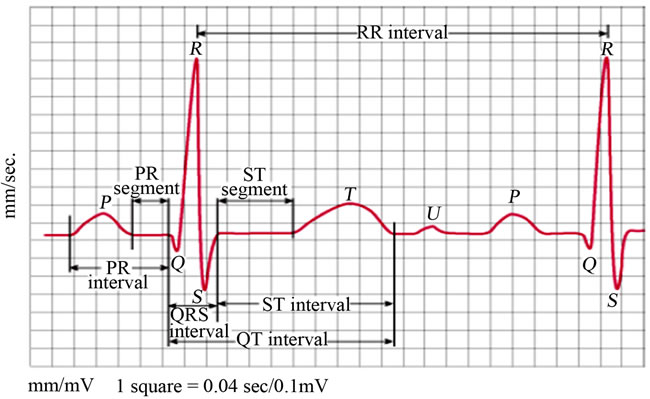 RR interval
R
R
mm/sec.
PR
segment
ST
segment
P
T
U
P
Q
Q
PR
interval
S
S
ST interval
QRS
interval
QT interval
mm/mV 1 square = 0.04 sec/0.1mV